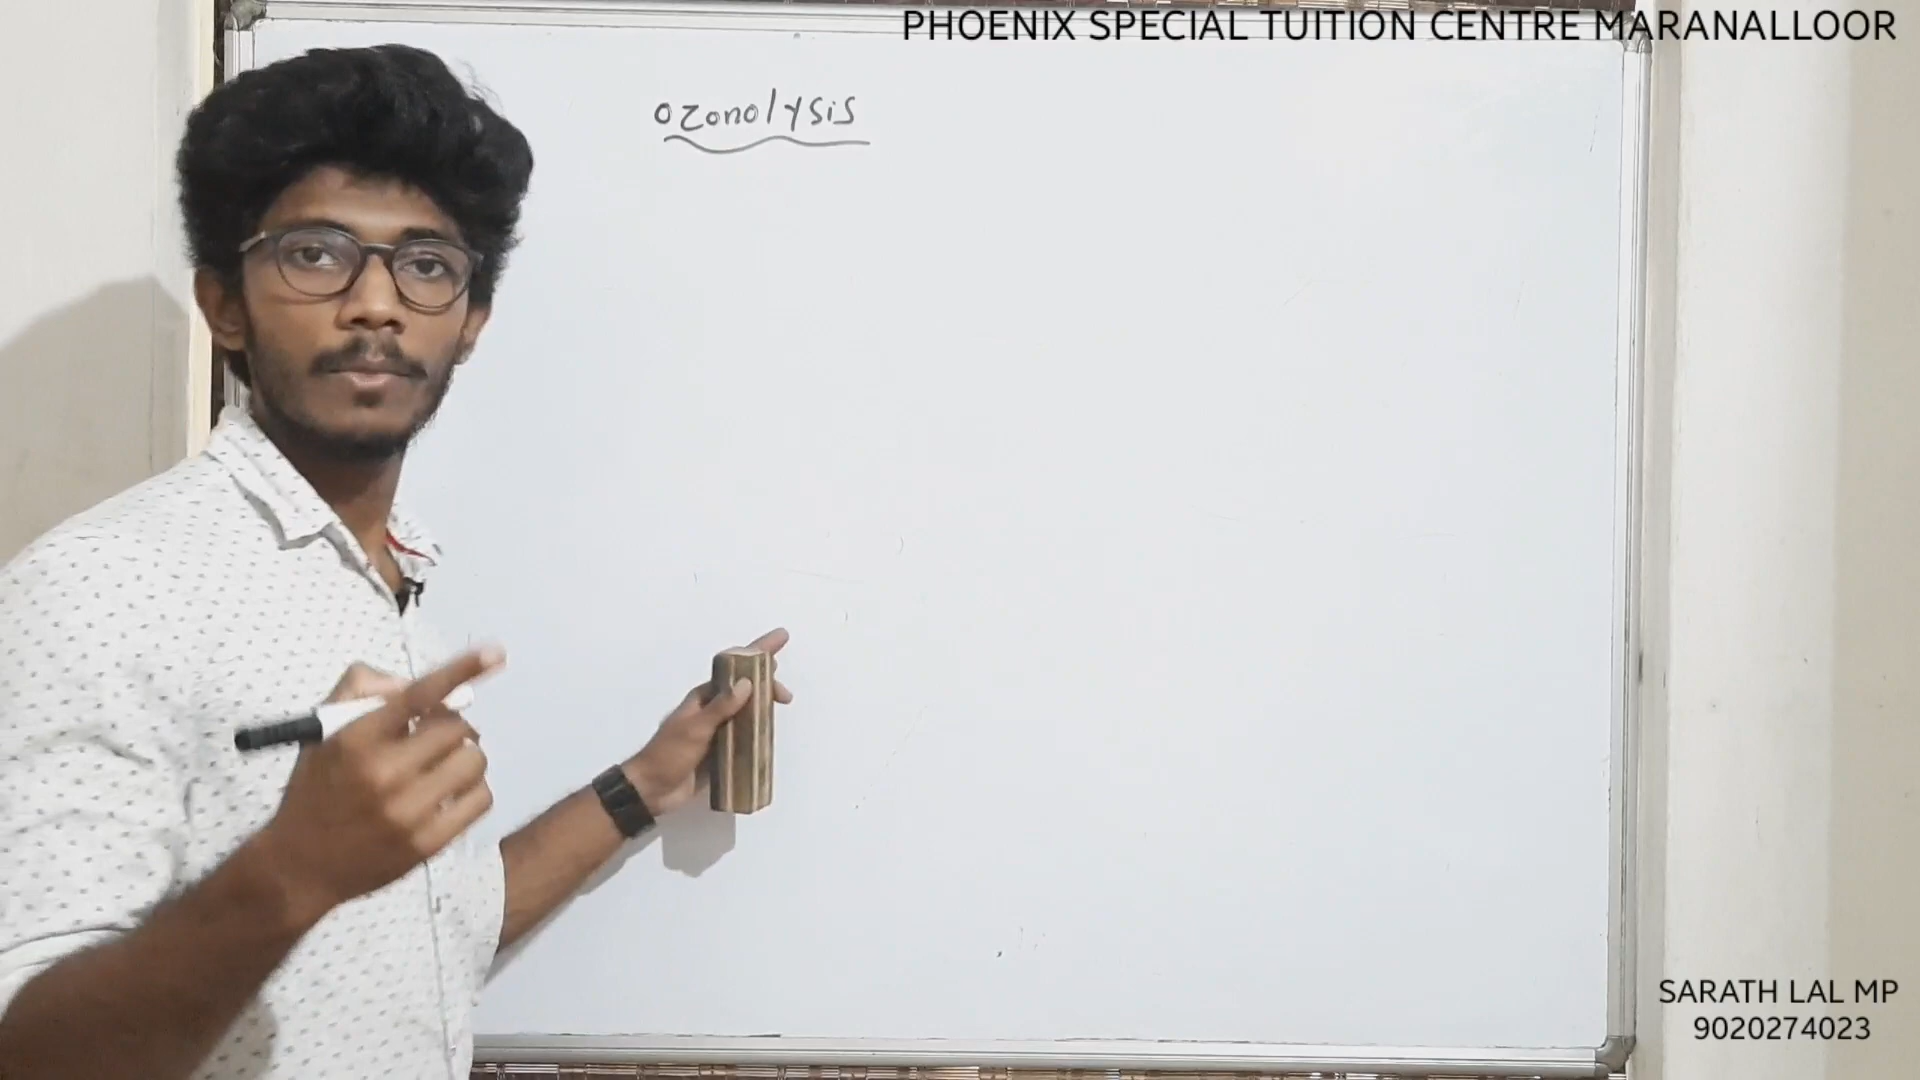 PHOENIX SPECIAL TUITION CENTRE MARANALLOOR
ozonolysis
SARATH LAL MP
9020274023